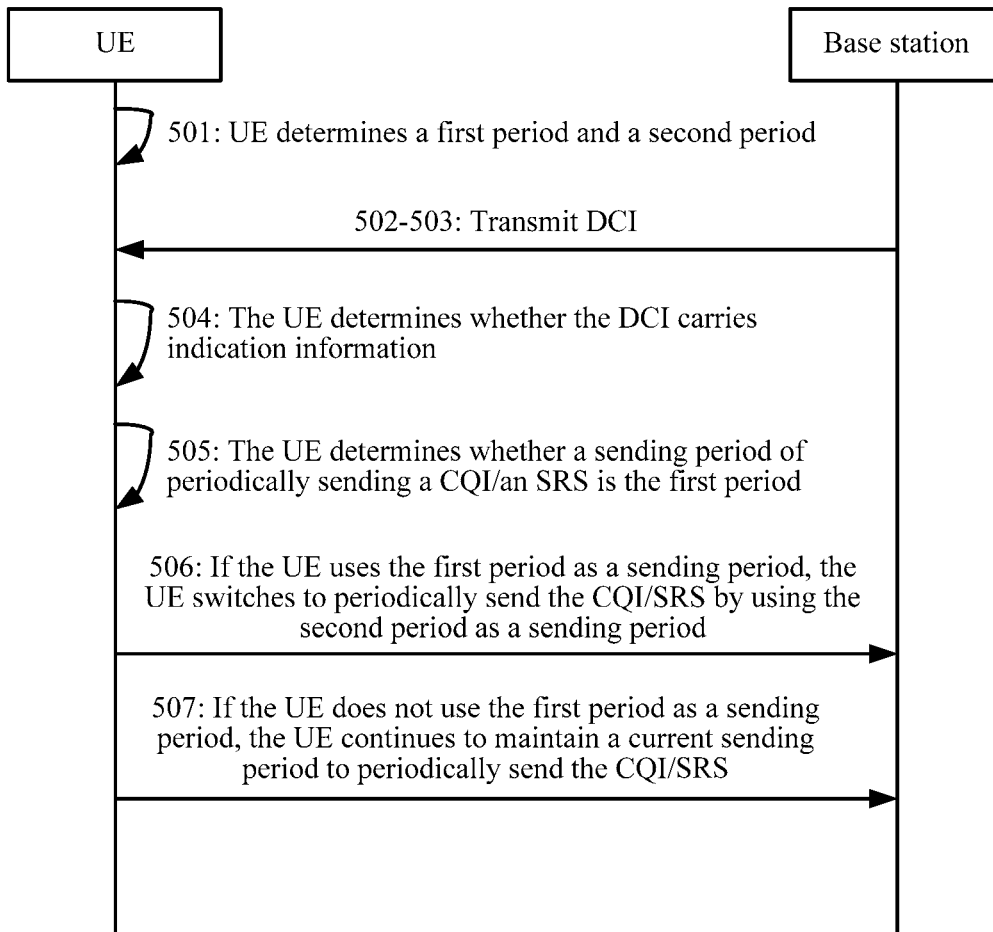 UE
Base station
501: UE determines a first period and a second period
502-503: Transmit DCI
504: The UE determines whether the DCI carries
indication information
505: The UE determines whether a sending period of
periodically sending a CQI/an SRS is the first period
506: If the UE uses the first period as a sending period, the
UE switches to periodically send the CQI/SRS by using the
second period as a sending period
507: If the UE does not use the first period as a sending
period, the UE continues to maintain a current sending
period to periodically send the CQI/SRS